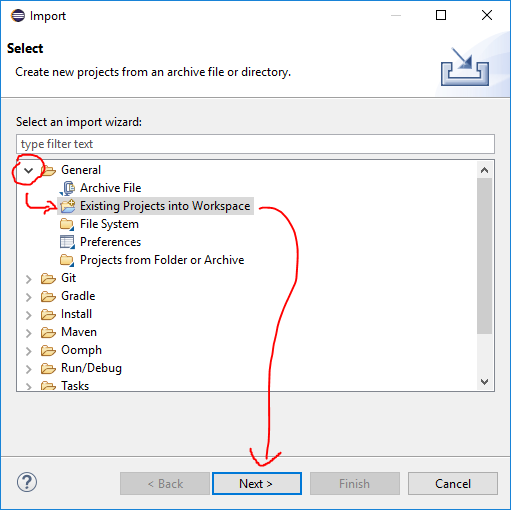 Import
Select
Create new projects from an archive file or directory.
Select an import wizard:
type filter text
General
Archive File
Existing Projects into Workspace
File System
Preferences
Projects from Folder or Archive
Git
Gradle
Install
Maven
Oomph
Run/Debug
Tasks
?
< Back
Next >
Finish
Cancel